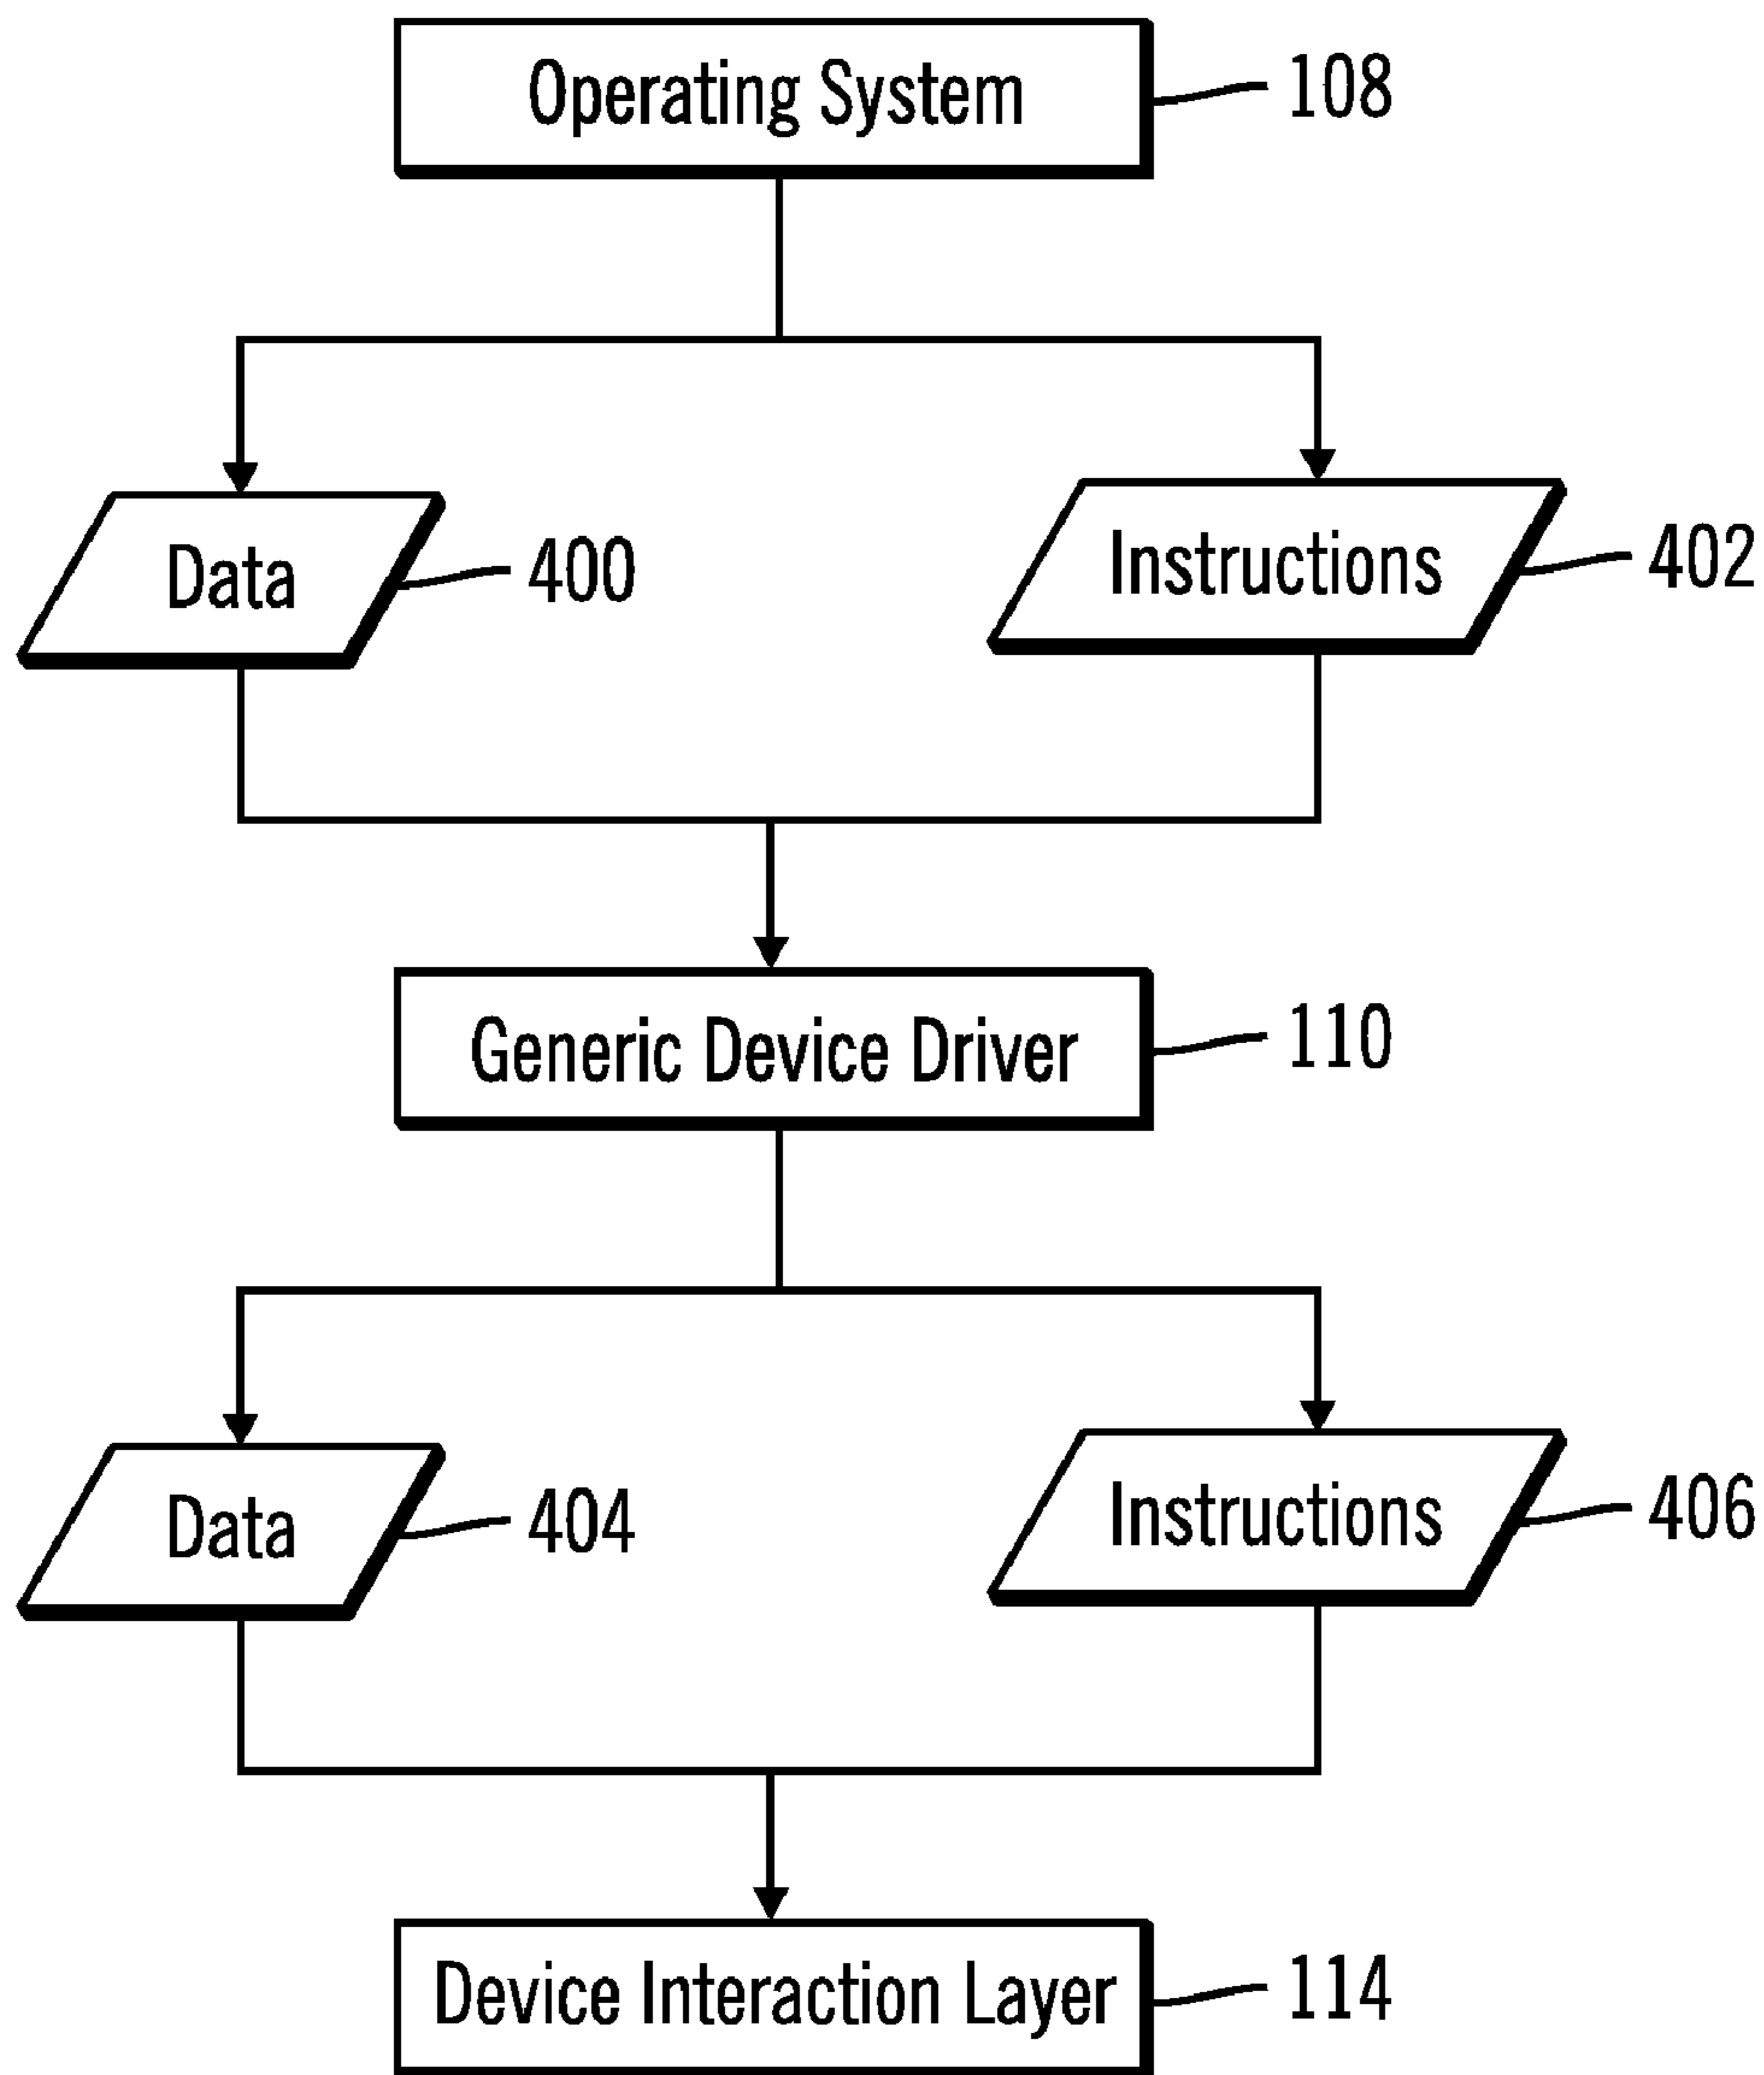 Operating System 108
Data 400
Instructions 402
Generic Device Driver 110
Data 404
Instructions 406
Device Interaction Layer 114